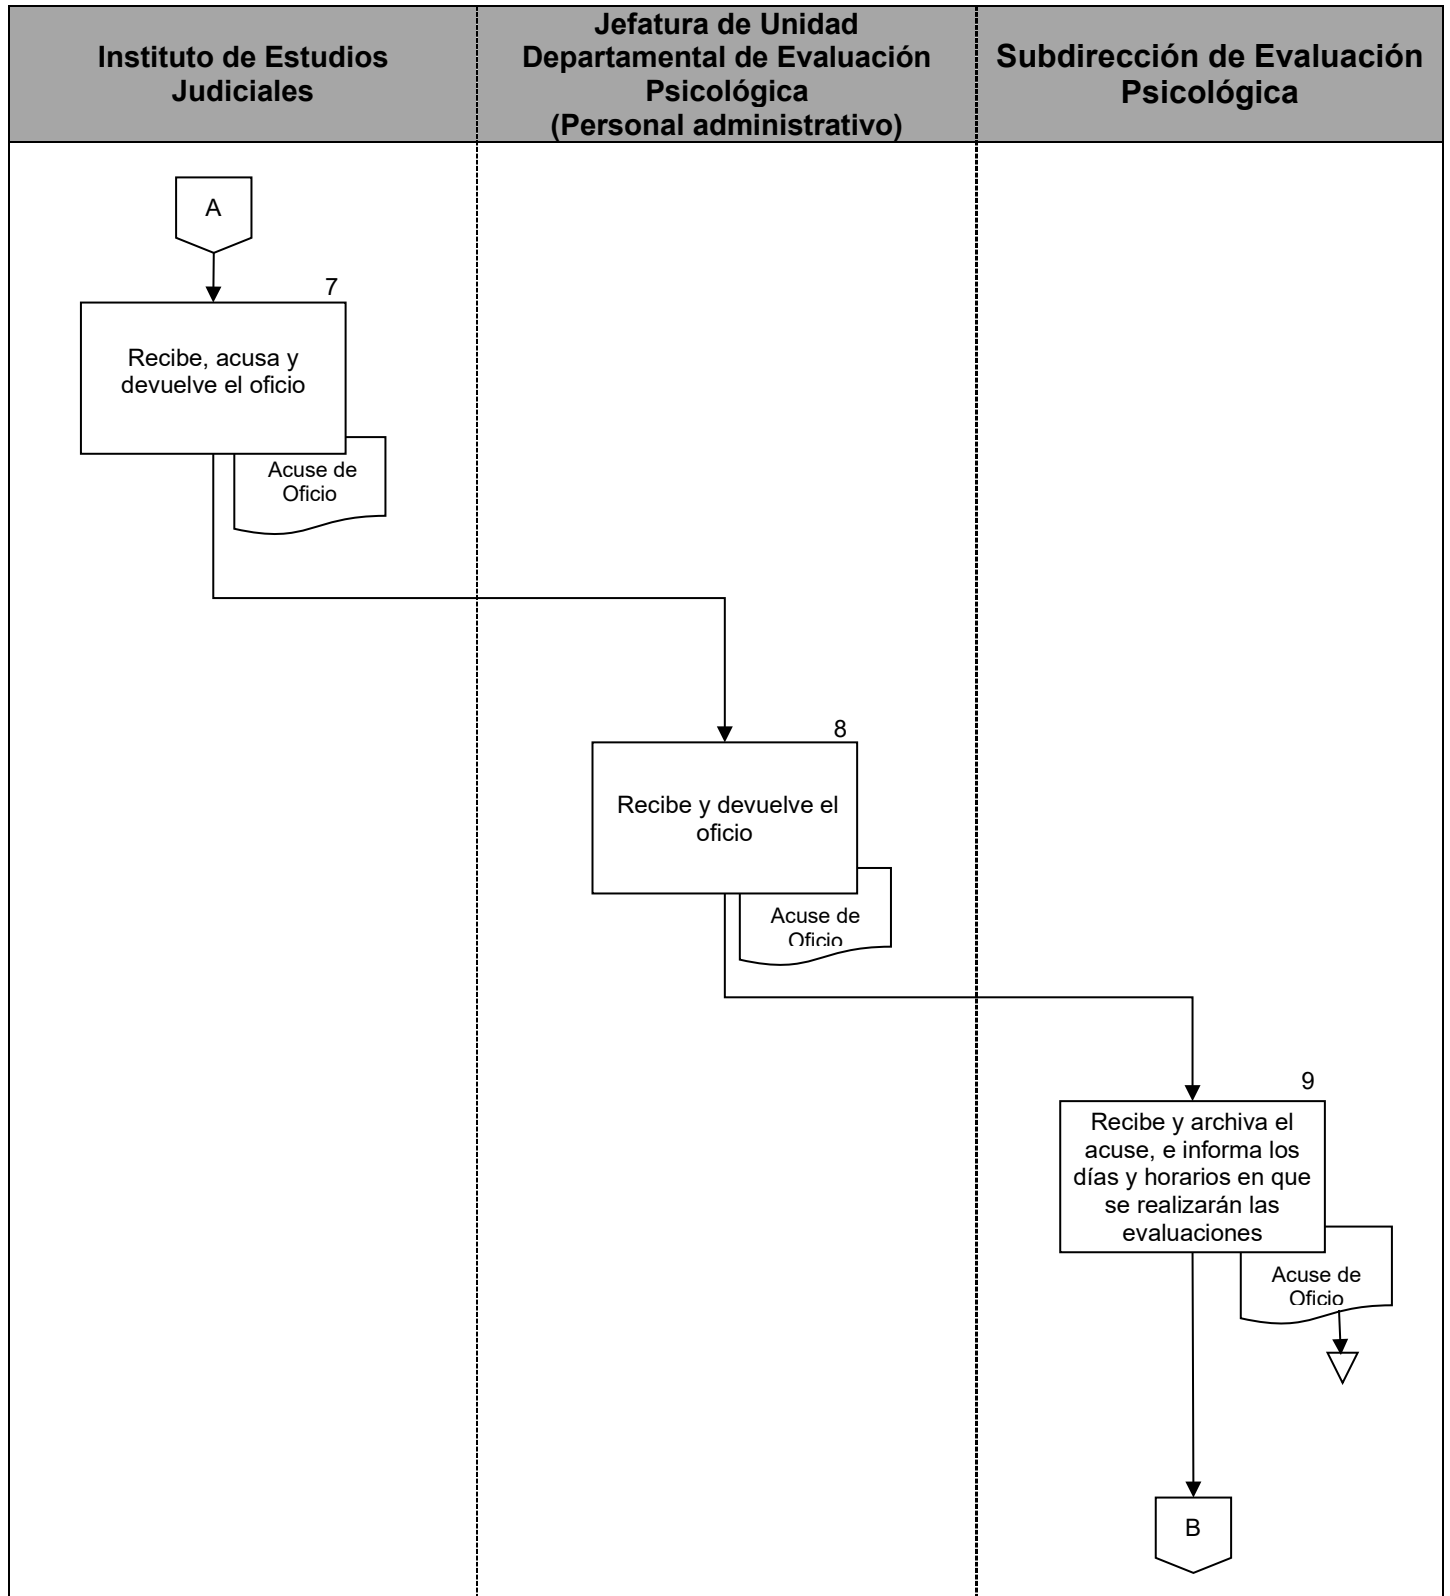 Instituto de Estudios
Judiciales
Jefatura de Unidad
Departamental de Evaluación
Psicológica
(Personal administrativo)
Subdirección de Evaluación
Psicológica
A
7
Recibe, acusa y
devuelve el oficio
Acuse de
Oficio
8
Recibe y devuelve el
oficio
Acuse de
Oficio
9
Recibe y archiva el
acuse, e informa los
días y horarios en que
se realizarán las
evaluaciones
Acuse de
Oficio
B